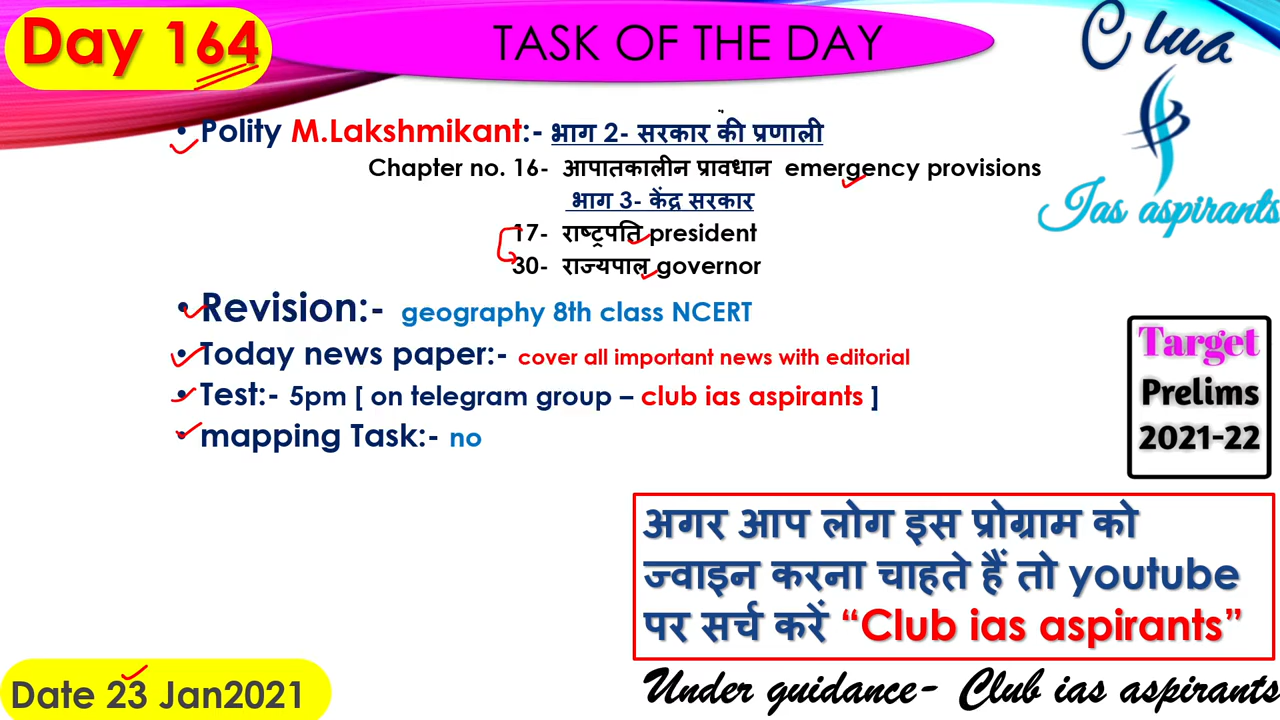 Day 164
TASK OF THE DAY
Club
Ias aspirants
• Polity M.Lakshmikant:- भाग 2- सरकार की प्रणाली
Chapter no. 16- आपातकालीन प्रावधान emergency provisions
भाग 3- केंद्र सरकार
17- राष्ट्रपति president
30- राज्यपाल governor
• Revision:- geography 8th class NCERT
• Today news paper:- cover all important news with editorial
• Test:- 5pm [ on telegram group – club ias aspirants ]
• mapping Task:- no
Target
Prelims
2021-22
अगर आप लोग इस प्रोग्राम को
ज्वाइन करना चाहते हैं तो youtube
पर सर्च करें “Club ias aspirants”
Under guidance- Club ias aspirants
Date 23 Jan2021